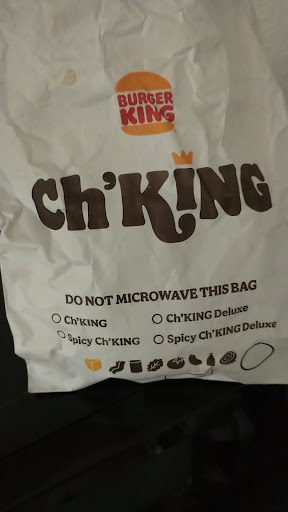 BURGER
KING
Ch'KING
DO NOT MICROWAVE THIS BAG
Ch'KING
Ch'KING Deluxe
Spicy Ch'KING
Spicy Ch'KING Deluxe